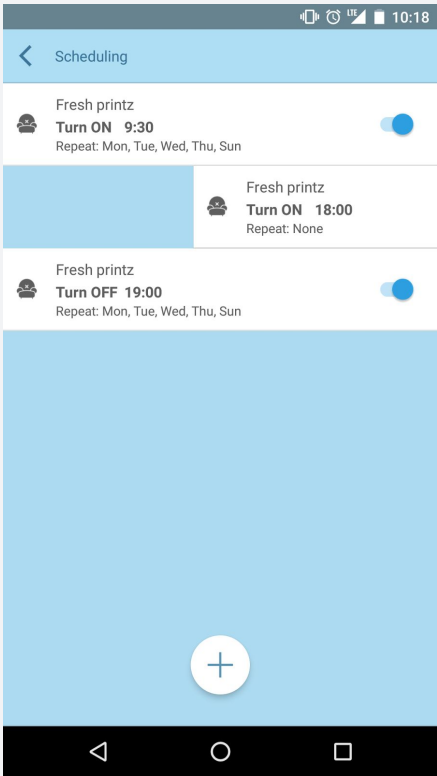 LTE 10:18
Scheduling
Fresh printz
Turn ON 9:30
Repeat: Mon, Tue, Wed, Thu, Sun
Fresh printz
Turn ON 18:00
Repeat: None
Fresh printz
Turn OFF 19:00
Repeat: Mon, Tue, Wed, Thu, Sun